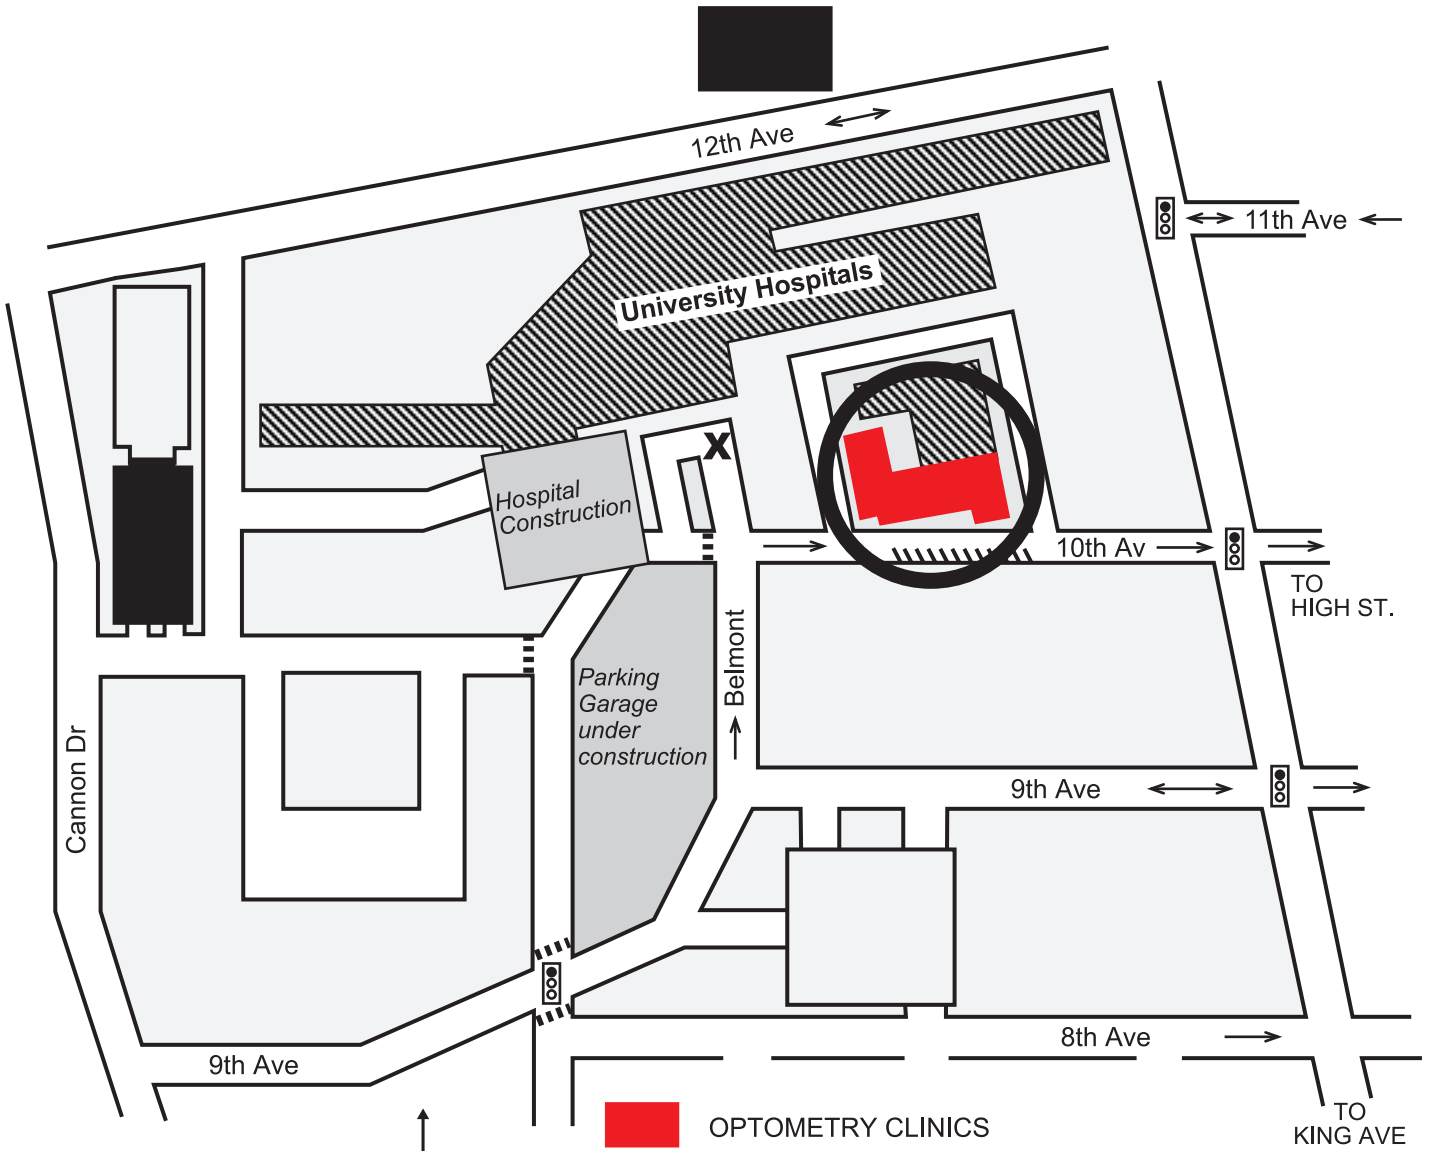 12th Ave
11th Ave
University Hospitals
X
Hospital
Construction
10th Av
TO
HIGH ST.
Belmont
Parking
Garage
under
construction
Cannon Dr
9th Ave
8th Ave
9th Ave
TO
KING AVE
OPTOMETRY CLINICS